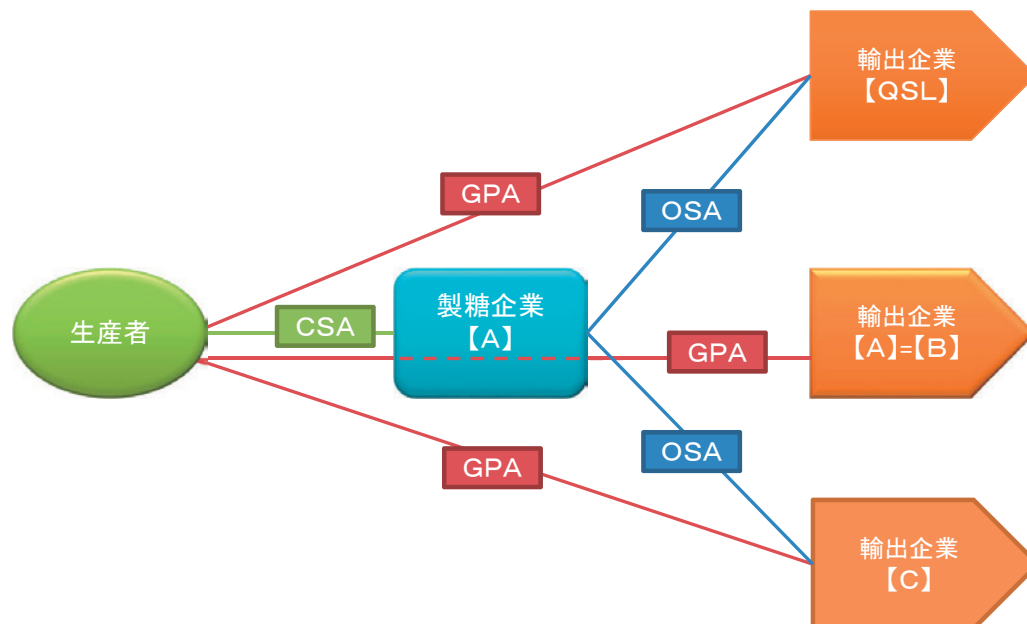 輸出企業
【QSL】
GPA
OSA
生産者
CSA
製糖企業
【A】
GPA
輸出企業
【A】=【B】
OSA
GPA
輸出企業
【C】